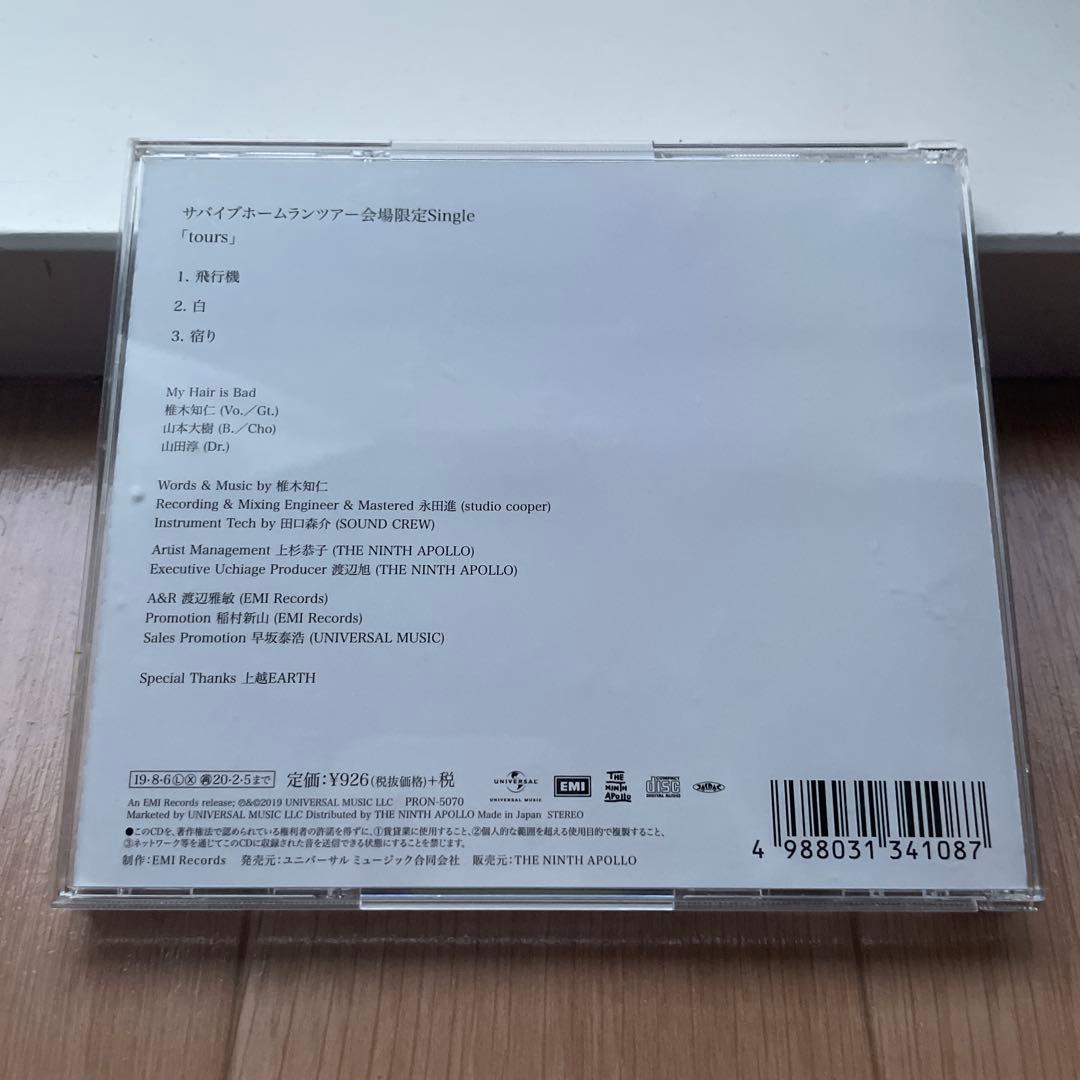 サバイブホームランツアー会場限定Single
「tours」
1. 飛行機
2. 白
3. 宿り
My Hair is Bad
椎木知仁 (Vo.／Gt.)
山本大樹 (B.／Cho)
山田淳 (Dr.)
Words & Music by 椎木知仁
Recording & Mixing Engineer & Mastered 永田進 (studio cooper)
Instrument Tech by 田口森介 (SOUND CREW)
Artist Management 上杉恭子 (THE NINTH APOLLO)
Executive Uchiage Producer 渡辺旭 (THE NINTH APOLLO)
A&R 渡辺雅敏 (EMI Records)
Promotion 稲村新山 (EMI Records)
Sales Promotion 早坂泰浩 (UNIVERSAL MUSIC)
Special Thanks 上越EARTH
19・8・6 Ⓛ Ⓧ ㊢20・2・5まで 定価：¥926(税抜価格)+税 UNIVERSAL UNIVERSAL MUSIC EMI THE NINTH APOLLO COMPACT disc DIGITAL AUDIO
An EMI Records release; ℗&©2019 UNIVERSAL MUSIC LLC PRON-5070
Marketed by UNIVERSAL MUSIC LLC Distributed by THE NINTH APOLLO Made in Japan STEREO
●このCDを、著作権法で認められている権利者の許諾を得ずに、①賃貸業に使用すること、②個人的な範囲を超える使用目的で複製すること、
③ネットワーク等を通じてこのCDに収録された音を送信できる状態にすることを禁じます。
制作：EMI Records 発売元：ユニバーサル ミュージック合同会社 販売元：THE NINTH APOLLO
4 988031 341087